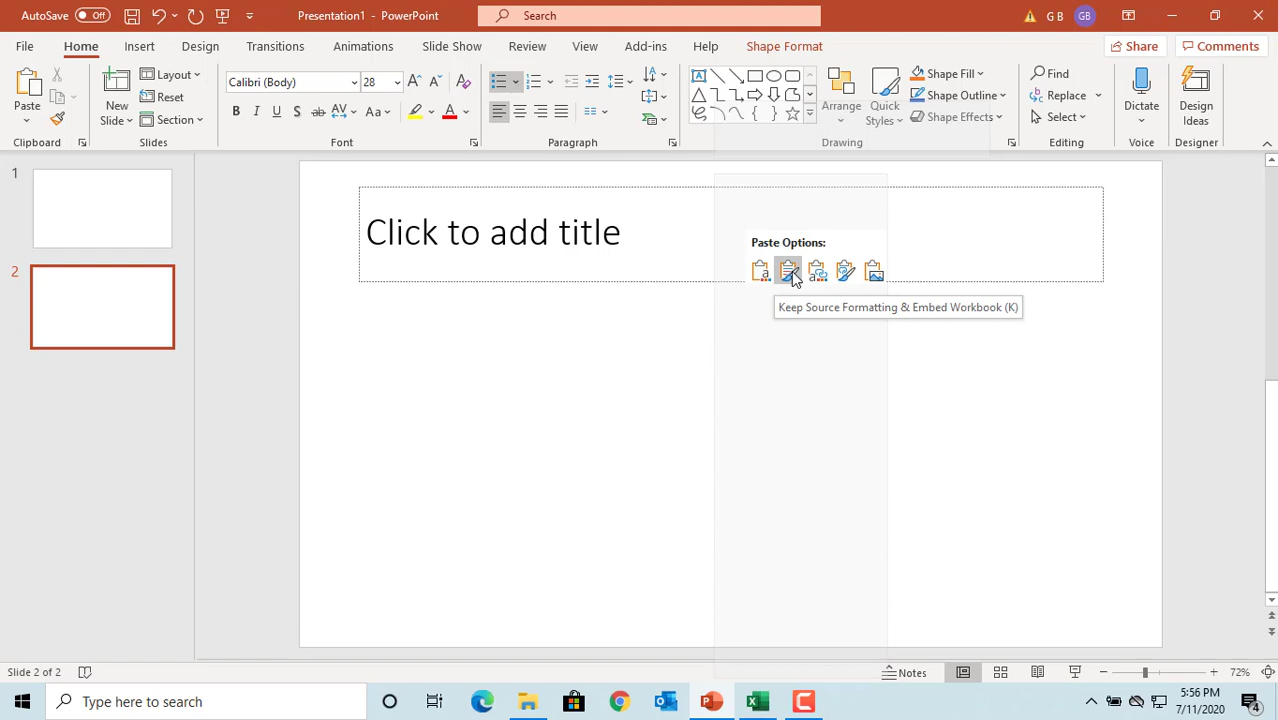 AutoSave Off Presentation1 - PowerPoint Search G B GB
File Home Insert Design Transitions Animations Slide Show Review View Add-ins Help Shape Format Share Comments
Paste New Slide Layout Reset Section Calibri (Body) 28 Arrange Quick Styles Shape Fill Shape Outline Shape Effects Find Replace Select Dictate Design Ideas
Clipboard Slides Font Paragraph Drawing Editing Voice Designer
1
2
Click to add title
Paste Options:
Keep Source Formatting & Embed Workbook (K)
Slide 2 of 2 Notes 72%
Type here to search 5:56 PM
7/11/2020 4